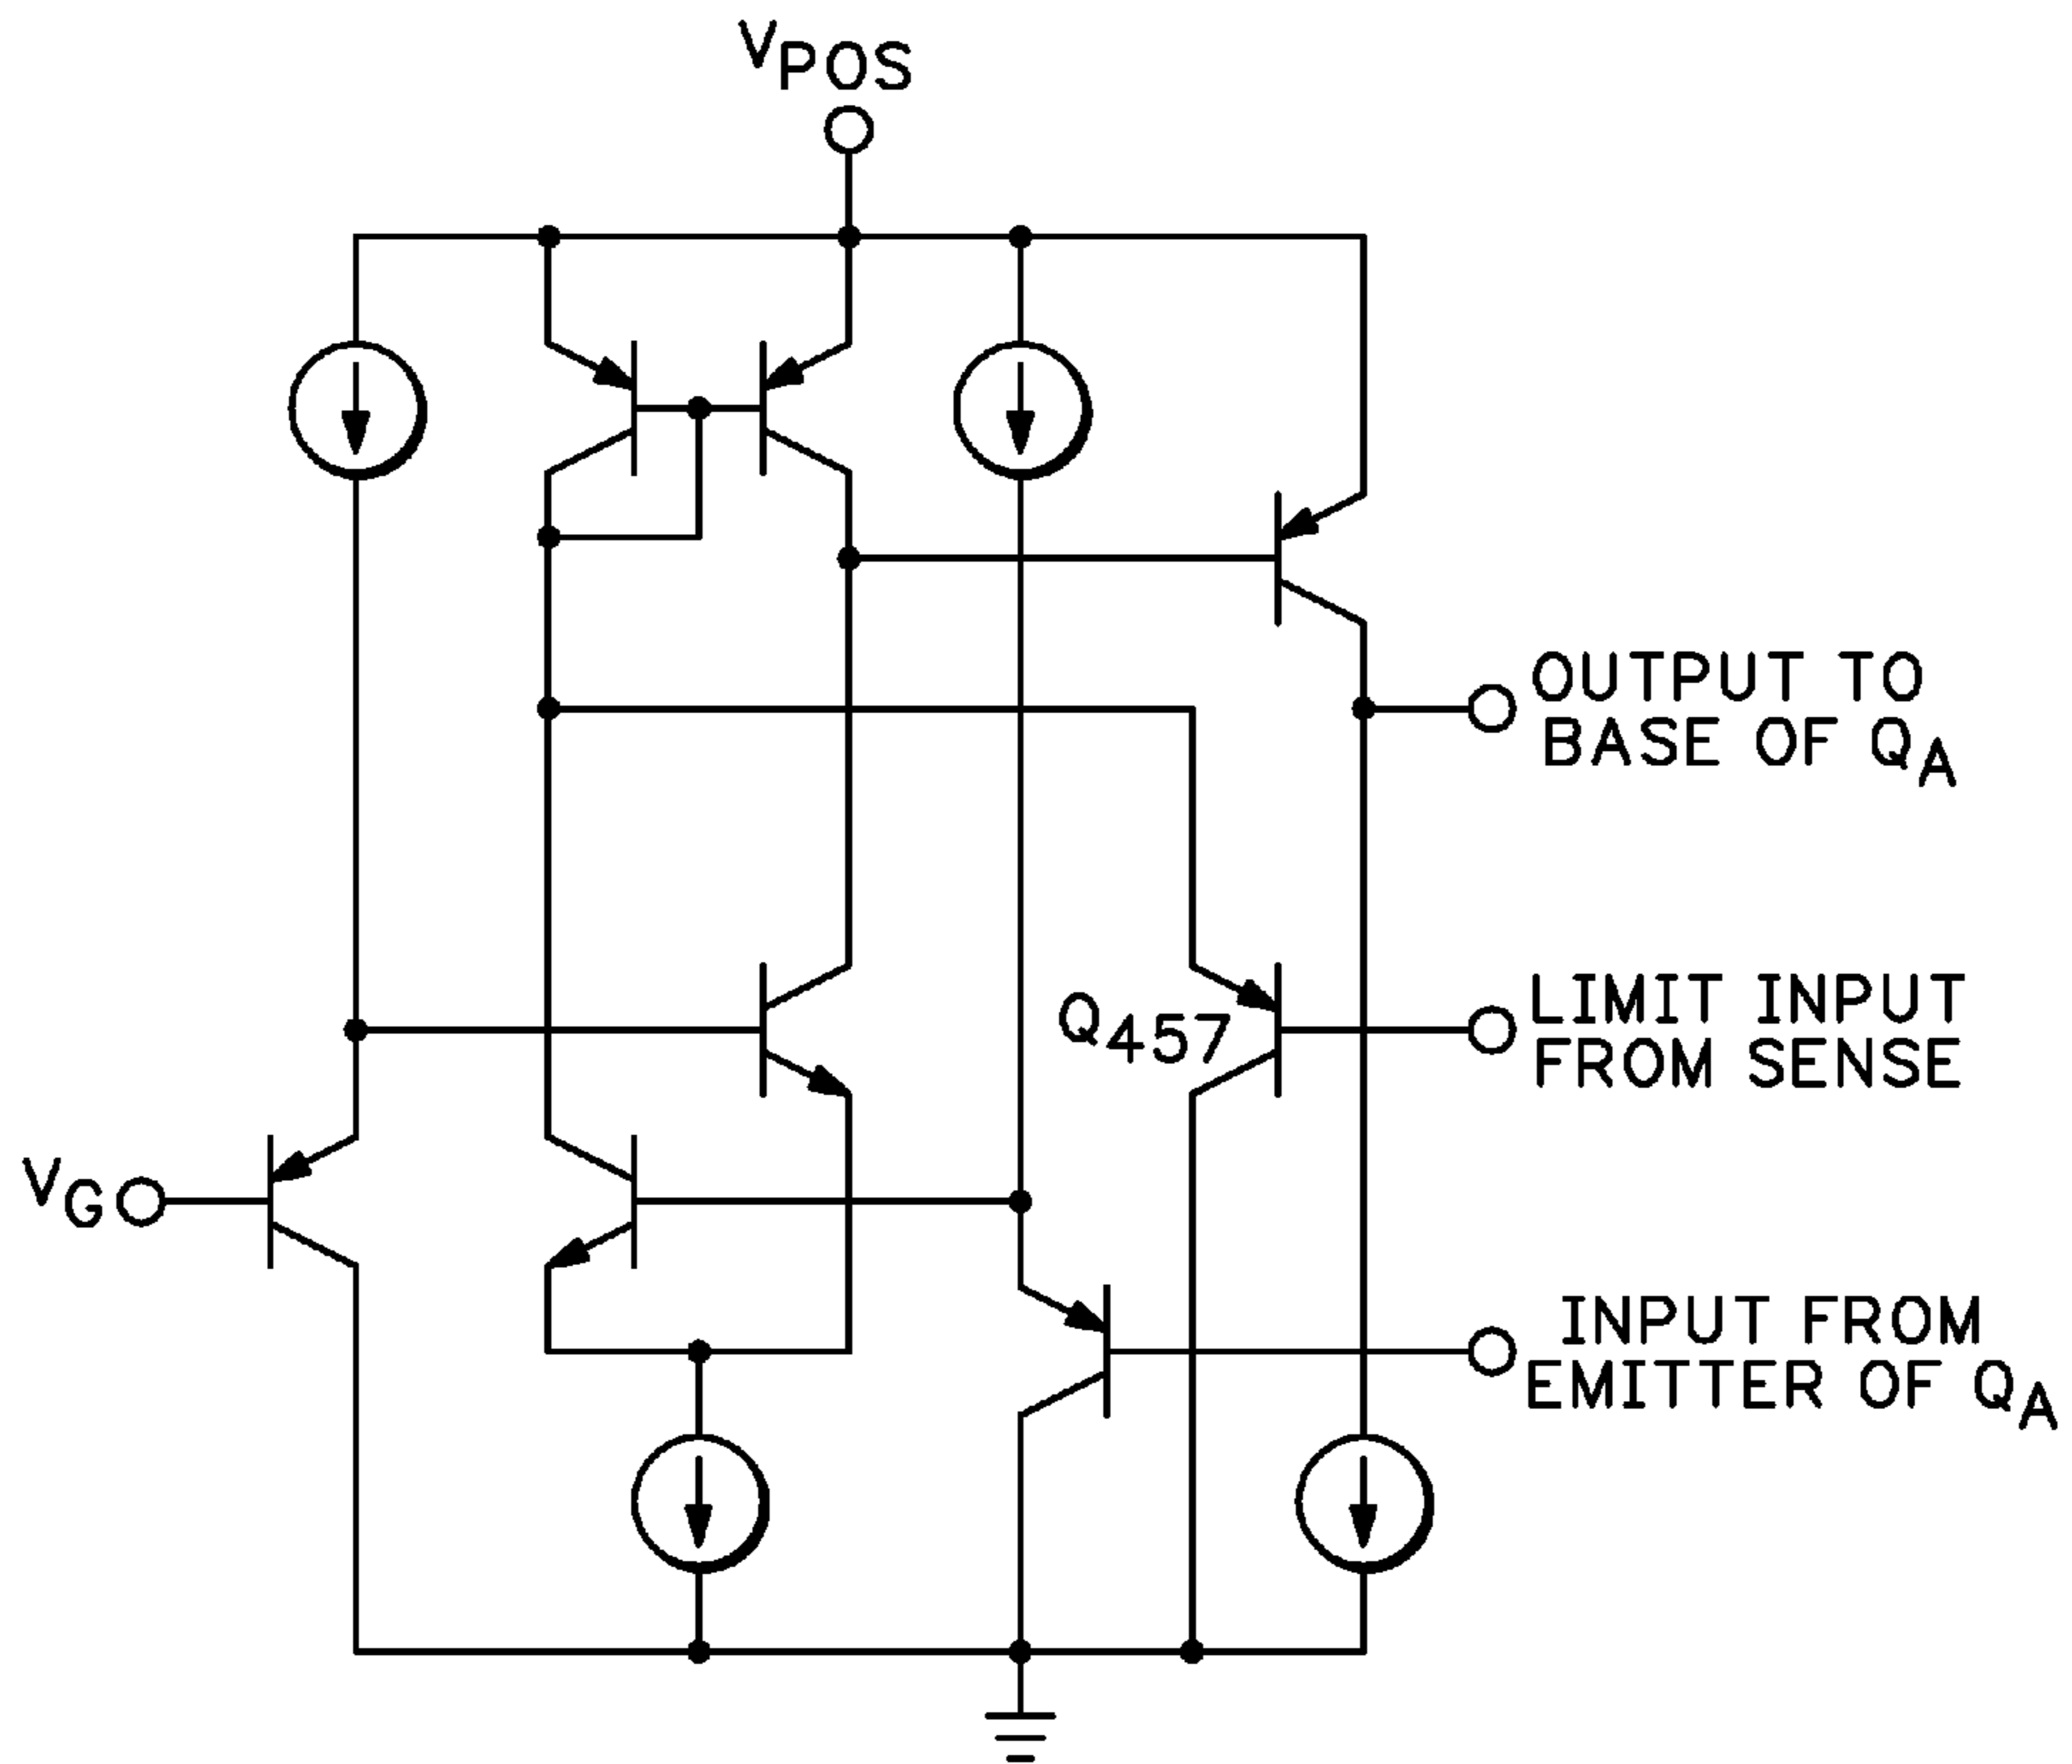 VPOS
OUTPUT TO
BASE OF QA
Q457
LIMIT INPUT
FROM SENSE
VG
INPUT FROM
EMITTER OF QA